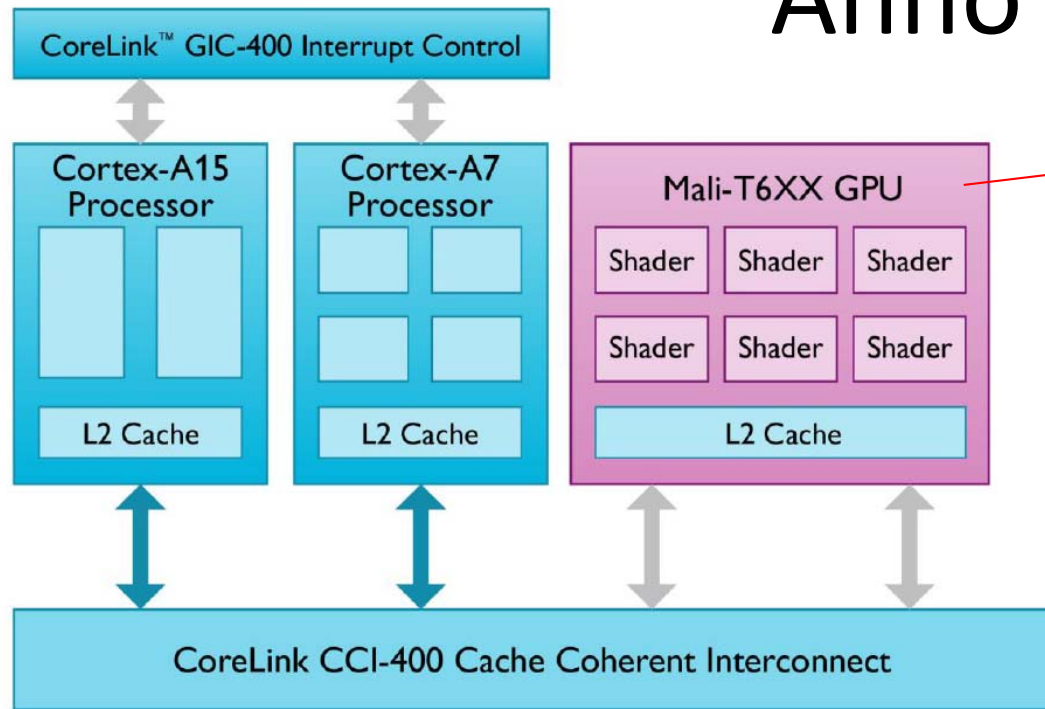 Anno
CoreLink™ GIC-400 Interrupt Control
Cortex-A15
Processor
Cortex-A7
Processor
Mali-T6XX GPU
Shader Shader Shader
Shader Shader Shader
L2 Cache
L2 Cache
L2 Cache
CoreLink CCI-400 Cache Coherent Interconnect